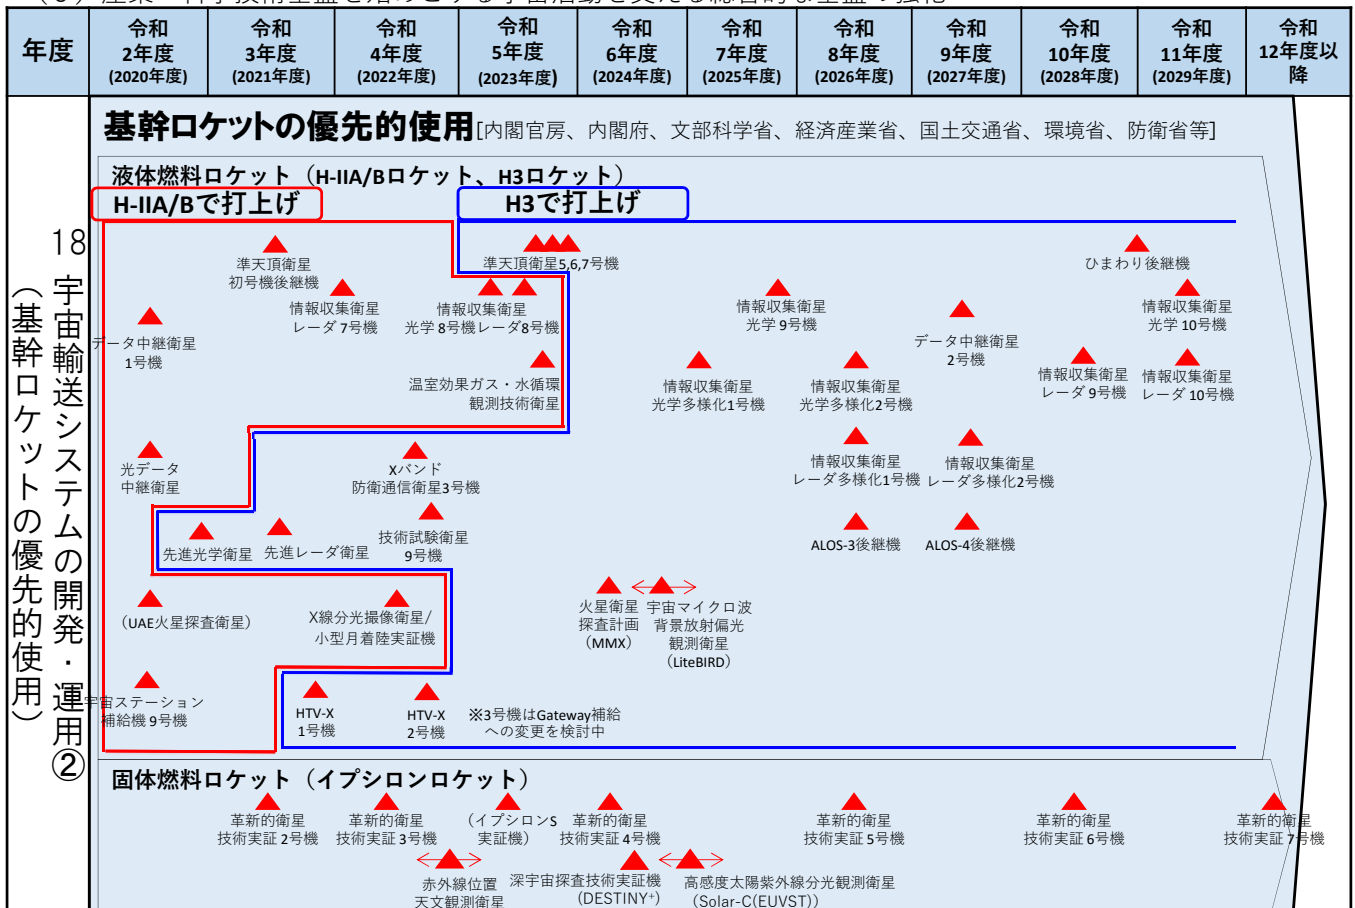 年度
令和
2年度
(2020年度)
令和
3年度
(2021年度)
令和
4年度
(2022年度)
令和
5年度
(2023年度)
令和
6年度
(2024年度)
令和
7年度
(2025年度)
令和
8年度
(2026年度)
令和
9年度
(2027年度)
令和
10年度
(2028年度)
令和
11年度
(2029年度)
令和
12年度以
降
18 宇宙輸送システムの開発・運用②
（基幹ロケットの優先的使用）
基幹ロケットの優先的使用[内閣官房、内閣府、文部科学省、経済産業省、国土交通省、環境省、防衛省等]
液体燃料ロケット（H-IIA/Bロケット、H3ロケット）
H-IIA/Bで打上げ
H3で打上げ
準天頂衛星
初号機後継機
準天頂衛星5,6,7号機
ひまわり後継機
データ中継衛星
1号機
情報収集衛星
レーダ 7号機
情報収集衛星
光学 8号機レーダ8号機
情報収集衛星
光学 9号機
データ中継衛星
2号機
情報収集衛星
光学 10号機
温室効果ガス・水循環
観測技術衛星
情報収集衛星
光学多様化1号機
情報収集衛星
光学多様化2号機
情報収集衛星
レーダ 9号機
情報収集衛星
レーダ 10号機
光データ
中継衛星
Xバンド
防衛通信衛星3号機
情報収集衛星
レーダ多様化1号機
情報収集衛星
レーダ多様化2号機
先進光学衛星
先進レーダ衛星
技術試験衛星
9号機
ALOS-3後継機
ALOS-4後継機
（UAE火星探査衛星）
X線分光撮像衛星/
小型月着陸実証機
火星衛星
探査計画
（MMX）
宇宙マイクロ波
背景放射偏光
観測衛星
（LiteBIRD）
宇宙ステーション
補給機 9号機
HTV-X
1号機
HTV-X
2号機
※3号機はGateway補給
への変更を検討中
固体燃料ロケット（イプシロンロケット）
革新的衛星
技術実証 2号機
革新的衛星
技術実証 3号機
（イプシロンS
実証機）
革新的衛星
技術実証 4号機
革新的衛星
技術実証 5号機
革新的衛星
技術実証 6号機
革新的衛星
技術実証 7号機
赤外線位置
天文観測衛星
深宇宙探査技術実証機
（DESTINY⁺）
高感度太陽紫外線分光観測衛星
（Solar-C(EUVST)）